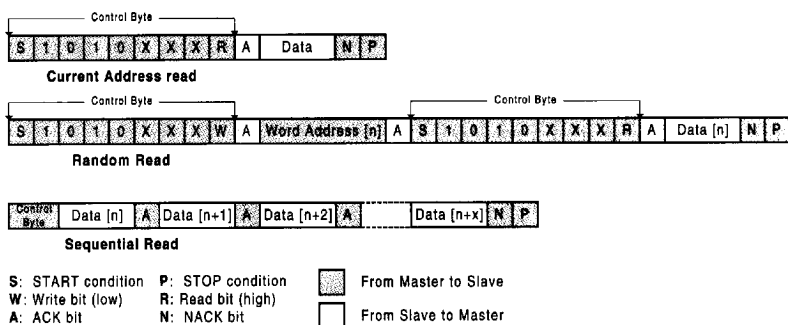 Control Byte
S 1 0 1 0 X X X R A Data N P
Current Address read
Control Byte Control Byte
S 1 0 1 0 X X X W A Word Address [n] A S 1 0 1 0 X X X R A Data [n] N P
Random Read
Control Byte Data [n] A Data [n+1] A Data [n+2] A Data [n+x] N P
Sequential Read
S: START condition P: STOP condition From Master to Slave
W: Write bit (low) R: Read bit (high)
A: ACK bit N: NACK bit From Slave to Master